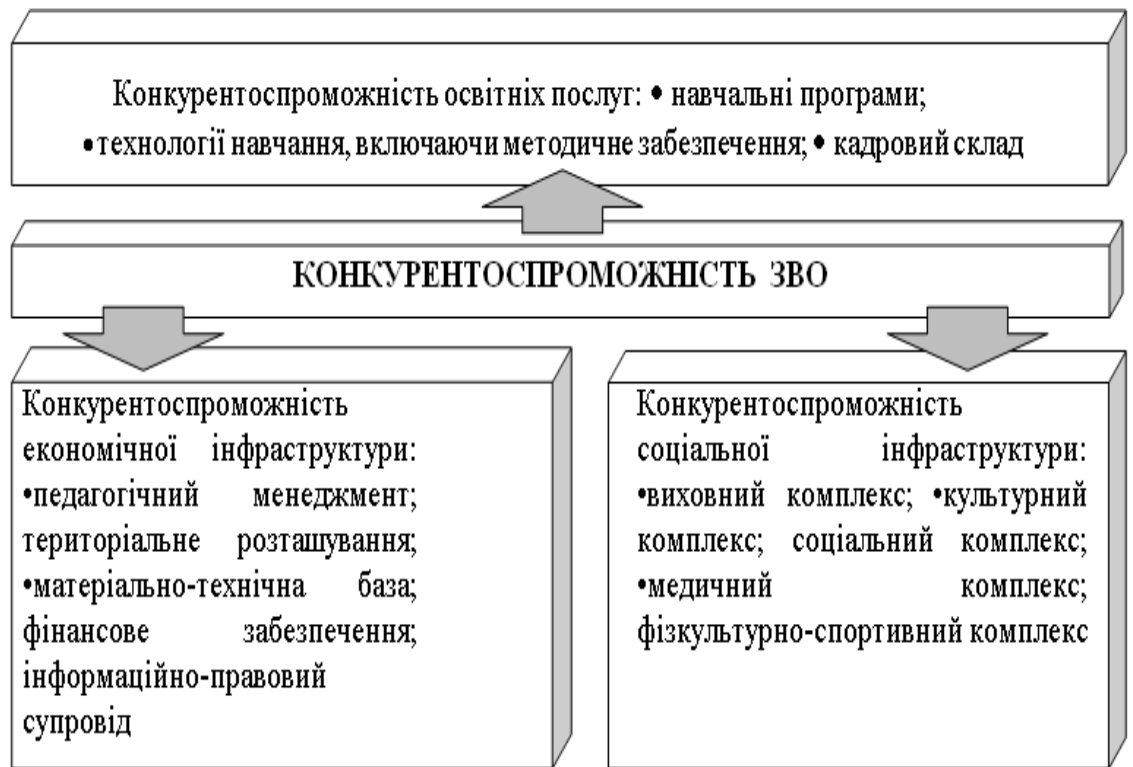 Конкурентоспроможність освітніх послуг: • навчальні програми;
•технології навчання, включаючи методичне забезпечення; • кадровий склад
КОНКУРЕНТОСПРОМОЖНІСТЬ ЗВО
Конкурентоспроможність
економічної інфраструктури:
•педагогічний менеджмент;
територіальне розташування;
•матеріально-технічна база;
фінансове забезпечення;
інформаційно-правовий
супровід
Конкурентоспроможність
соціальної інфраструктури:
•виховний комплекс; •культурний
комплекс; соціальний комплекс;
•медичний комплекс;
фізкультурно-спортивний комплекс